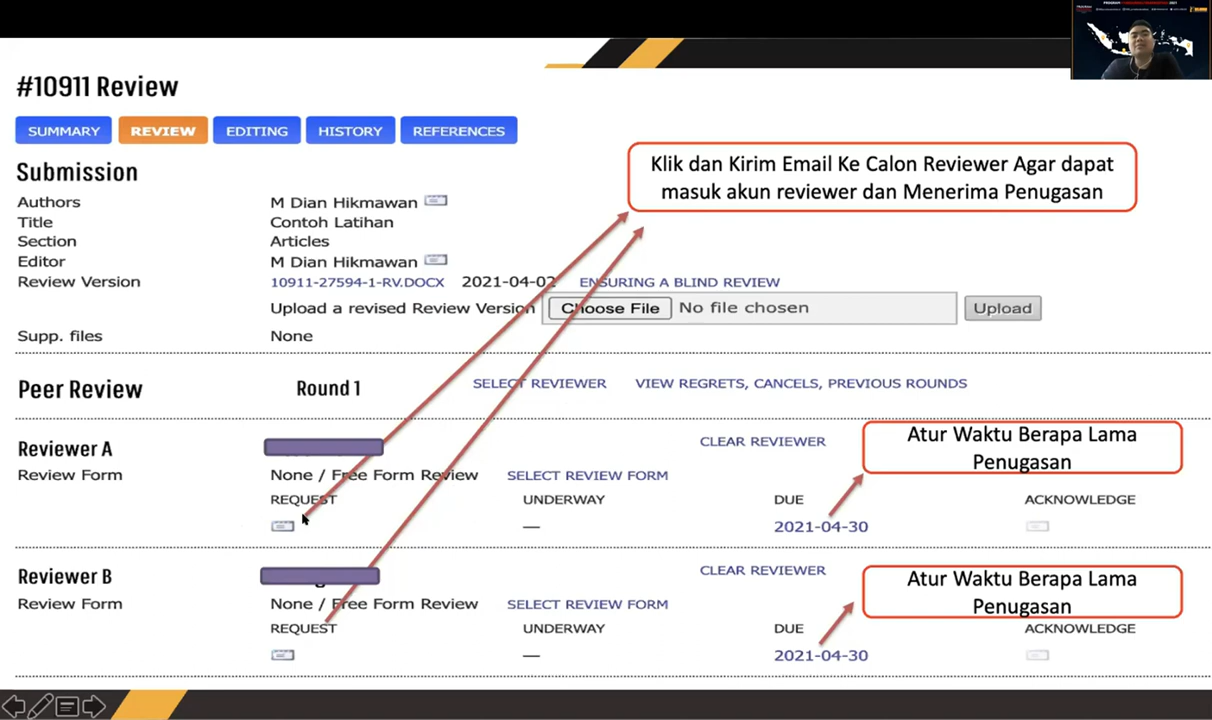 #10911 Review
SUMMARY REVIEW EDITING HISTORY REFERENCES
Submission
Authors M Dian Hikmawan
Title Contoh Latihan
Section Articles
Editor M Dian Hikmawan
Review Version 10911-27594-1-RV.DOCX 2021-04-02 ENSURING A BLIND REVIEW
Upload a revised Review Version Choose File No file chosen Upload
Supp. files None
Klik dan Kirim Email Ke Calon Reviewer Agar dapat
masuk akun reviewer dan Menerima Penugasan
Peer Review Round 1 SELECT REVIEWER VIEW REGRETS, CANCELS, PREVIOUS ROUNDS
Reviewer A CLEAR REVIEWER
Review Form None / Free Form Review SELECT REVIEW FORM
REQUEST UNDERWAY DUE ACKNOWLEDGE
— 2021-04-30
Atur Waktu Berapa Lama
Penugasan
Reviewer B CLEAR REVIEWER
Review Form None / Free Form Review SELECT REVIEW FORM
REQUEST UNDERWAY DUE ACKNOWLEDGE
— 2021-04-30
Atur Waktu Berapa Lama
Penugasan